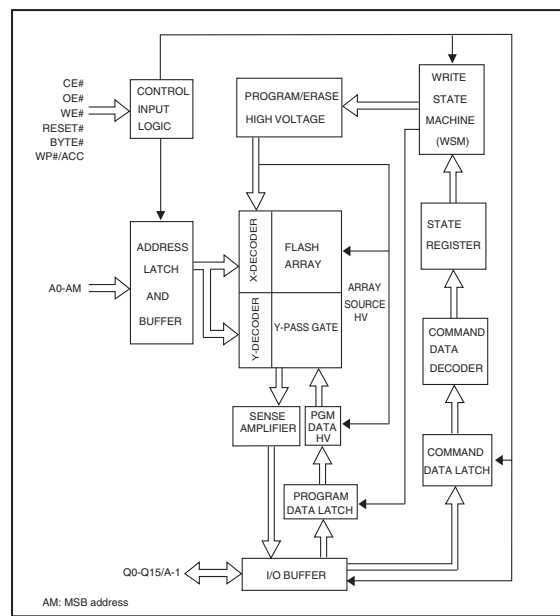 CE#
OE#
WE#
RESET#
BYTE#
WP#/ACC
CONTROL
INPUT
LOGIC
PROGRAM/ERASE
HIGH VOLTAGE
WRITE
STATE
MACHINE
(WSM)
STATE
REGISTER
A0-AM
ADDRESS
LATCH
AND
BUFFER
X-DECODER
FLASH
ARRAY
ARRAY
SOURCE
HV
Y-DECODER
Y-PASS GATE
COMMAND
DATA
DECODER
SENSE
AMPLIFIER
PGM
DATA
HV
COMMAND
DATA LATCH
PROGRAM
DATA LATCH
Q0-Q15/A-1
I/O BUFFER
AM: MSB address